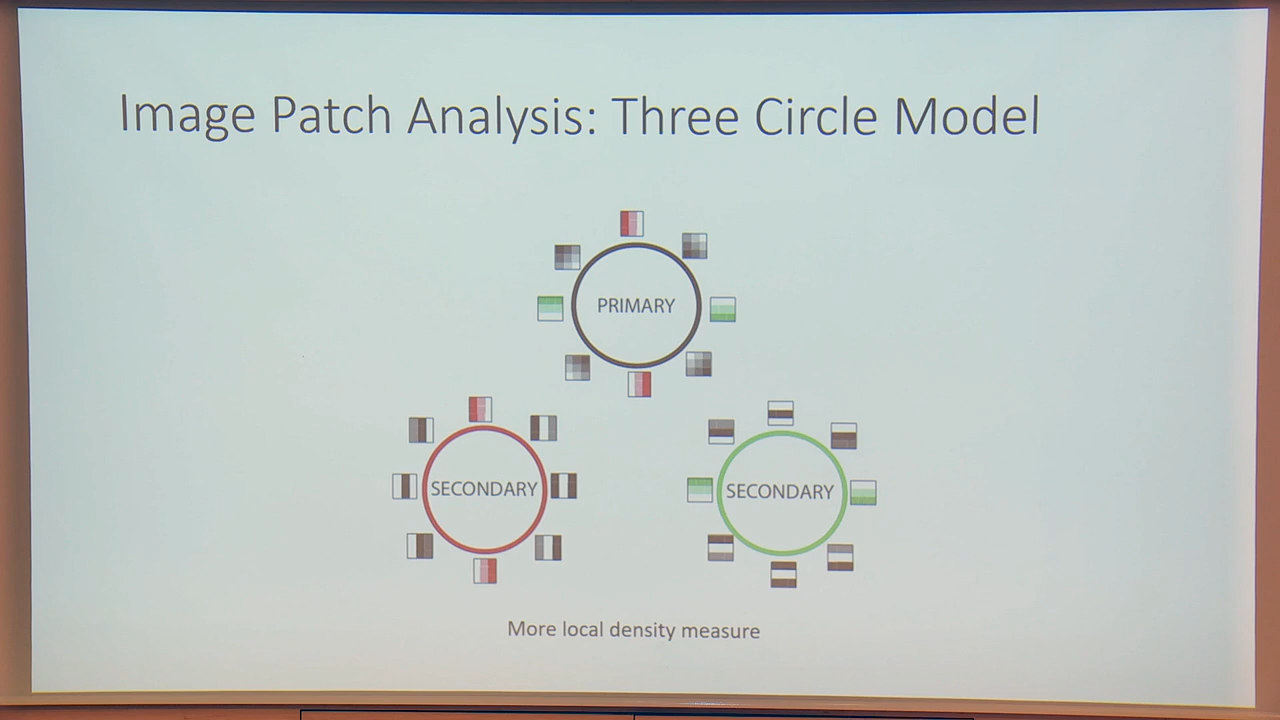 Image Patch Analysis: Three Circle Model
PRIMARY
SECONDARY
SECONDARY
More local density measure